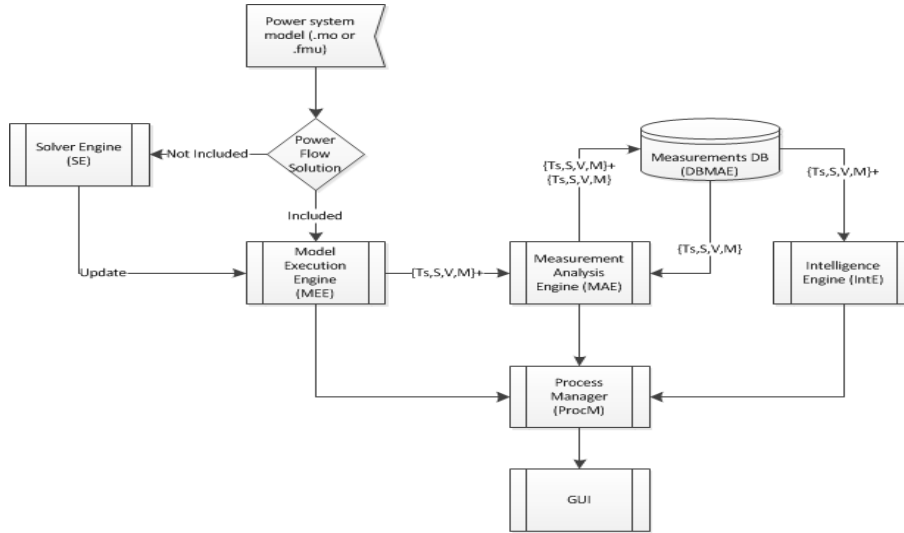 Power system
model (.mo or
.fmu)
Solver Engine
(SE)
Not Included
Power
Flow
Solution
{Ts,S,V,M}+
{Ts,S,V,M}
Measurements DB
(DBMAE)
{Ts,S,V,M}+
Included
Update
Model
Execution
Engine
(MEE)
{Ts,S,V,M}+
Measurement
Analysis
Engine (MAE)
{Ts,S,V,M}
Intelligence
Engine (IntE)
Process
Manager
(ProcM)
GUI